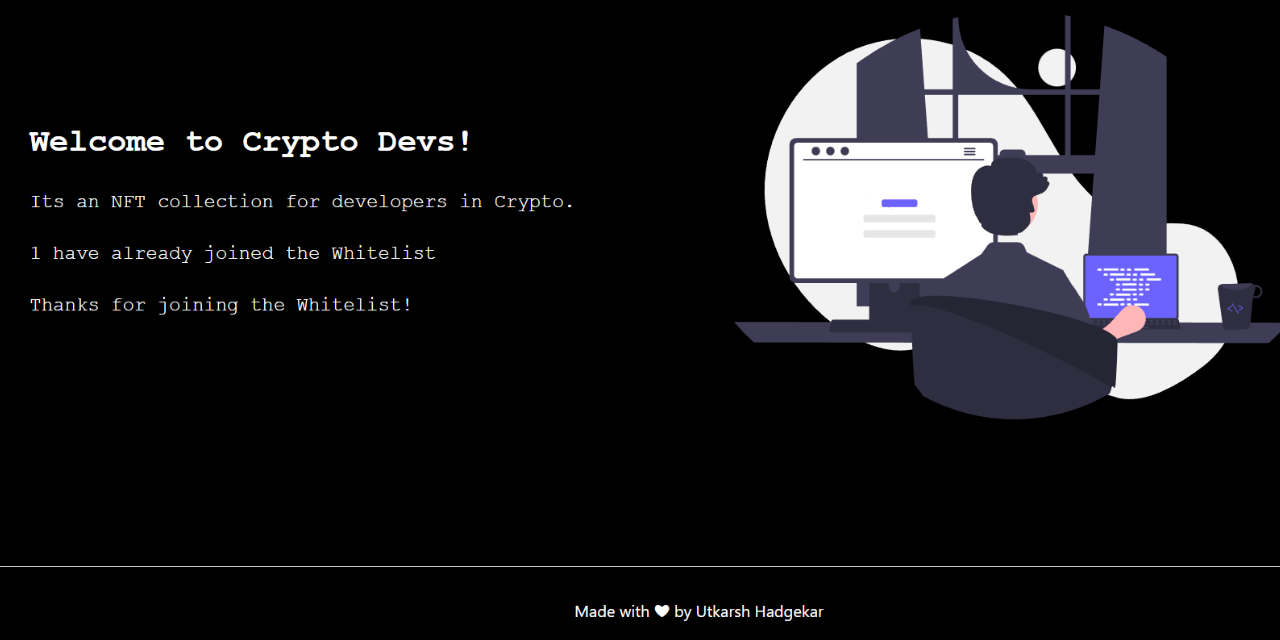 Welcome to Crypto Devs!
Its an NFT collection for developers in Crypto.
1 have already joined the Whitelist
Thanks for joining the Whitelist!
</>
Made with ♥ by Utkarsh Hadgekar